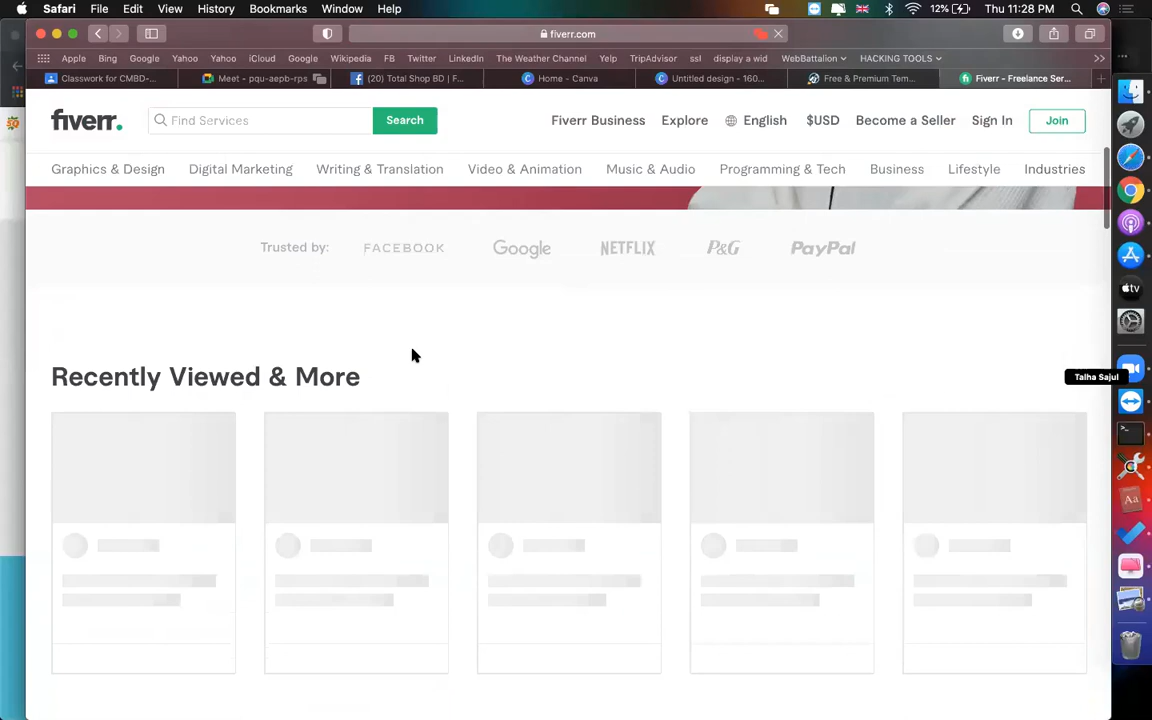 Safari File Edit View History Bookmarks Window Help 12% Thu 11:28 PM
fiverr.com
Apple Bing Google Yahoo Yahoo iCloud Google Wikipedia FB Twitter LinkedIn The Weather Channel Yelp TripAdvisor ssl display a wid WebBattalion HACKING TOOLS
Classwork for CMBD-... Meet - pqu-aepb-rps (20) Total Shop BD | F... Home - Canva Untitled design - 160... Free & Premium Tem... Fiverr - Freelance Ser...
fiverr. Find Services Search Fiverr Business Explore English $USD Become a Seller Sign In Join
Graphics & Design Digital Marketing Writing & Translation Video & Animation Music & Audio Programming & Tech Business Lifestyle Industries
Trusted by: FACEBOOK Google NETFLIX P&G PayPal
Recently Viewed & More
Talha Sajul
tv
Aa